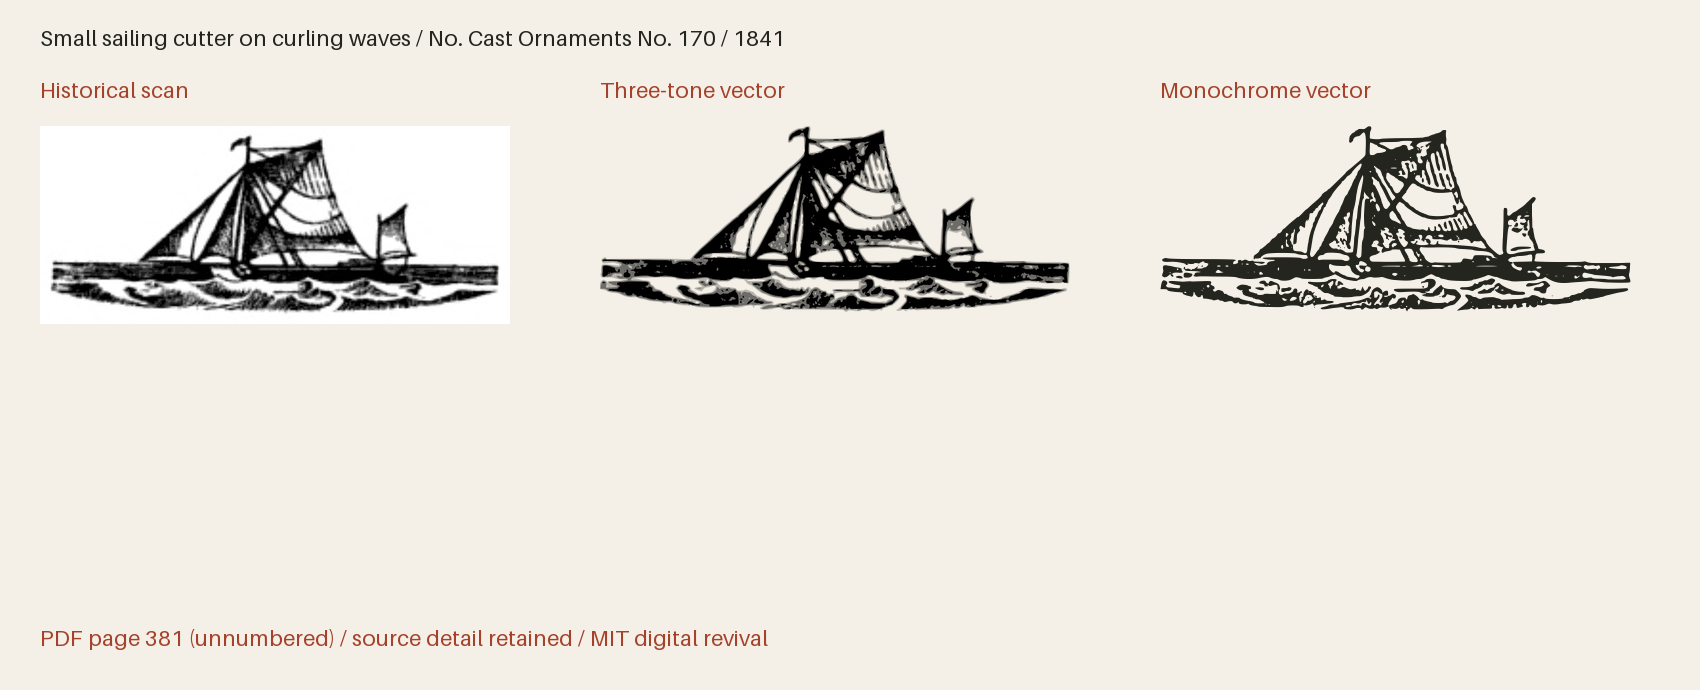 Small sailing cutter on curling waves / No. Cast Ornaments No. 170 / 1841
Historical scan
Three-tone vector
Monochrome vector
PDF page 381 (unnumbered) / source detail retained / MIT digital revival